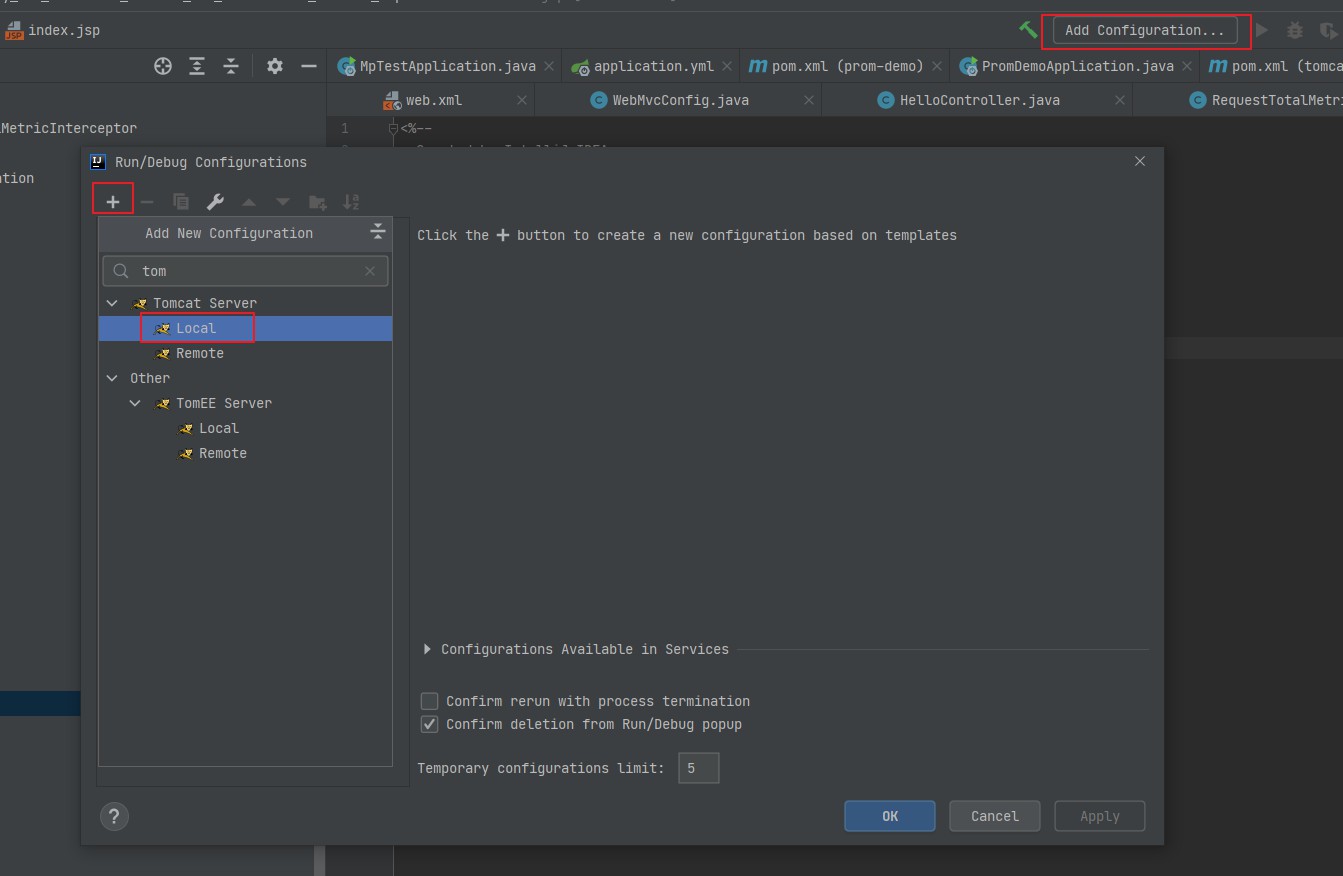 index.jsp
Add Configuration...
MpTestApplication.java
application.yml
pom.xml (prom-demo)
PromDemoApplication.java
pom.xml (tomca
web.xml
WebMvcConfig.java
HelloController.java
RequestTotalMetri
MetricInterceptor
ation
1
<%--
Run/Debug Configurations
Add New Configuration
tom
Tomcat Server
Local
Remote
Other
TomEE Server
Local
Remote
Click the + button to create a new configuration based on templates
Configurations Available in Services
Confirm rerun with process termination
Confirm deletion from Run/Debug popup
Temporary configurations limit: 5
?
OK
Cancel
Apply